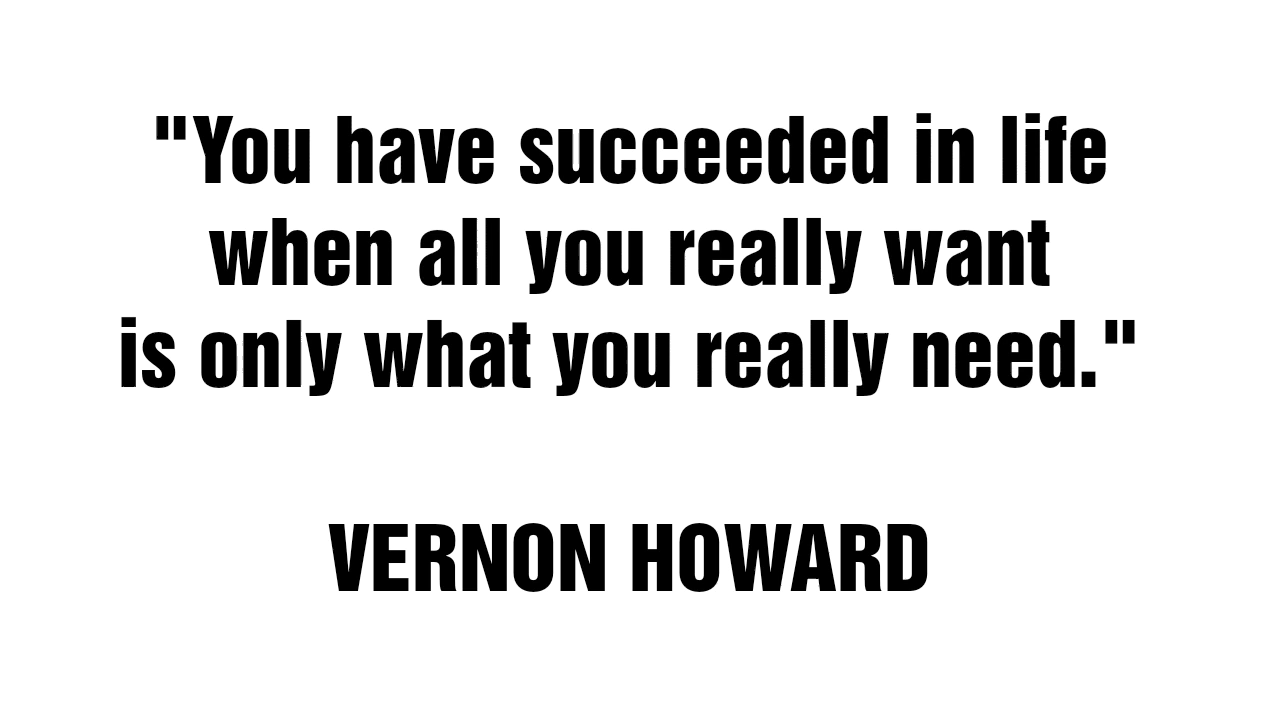 "You have succeeded in life
when all you really want
is only what you really need."
VERNON HOWARD